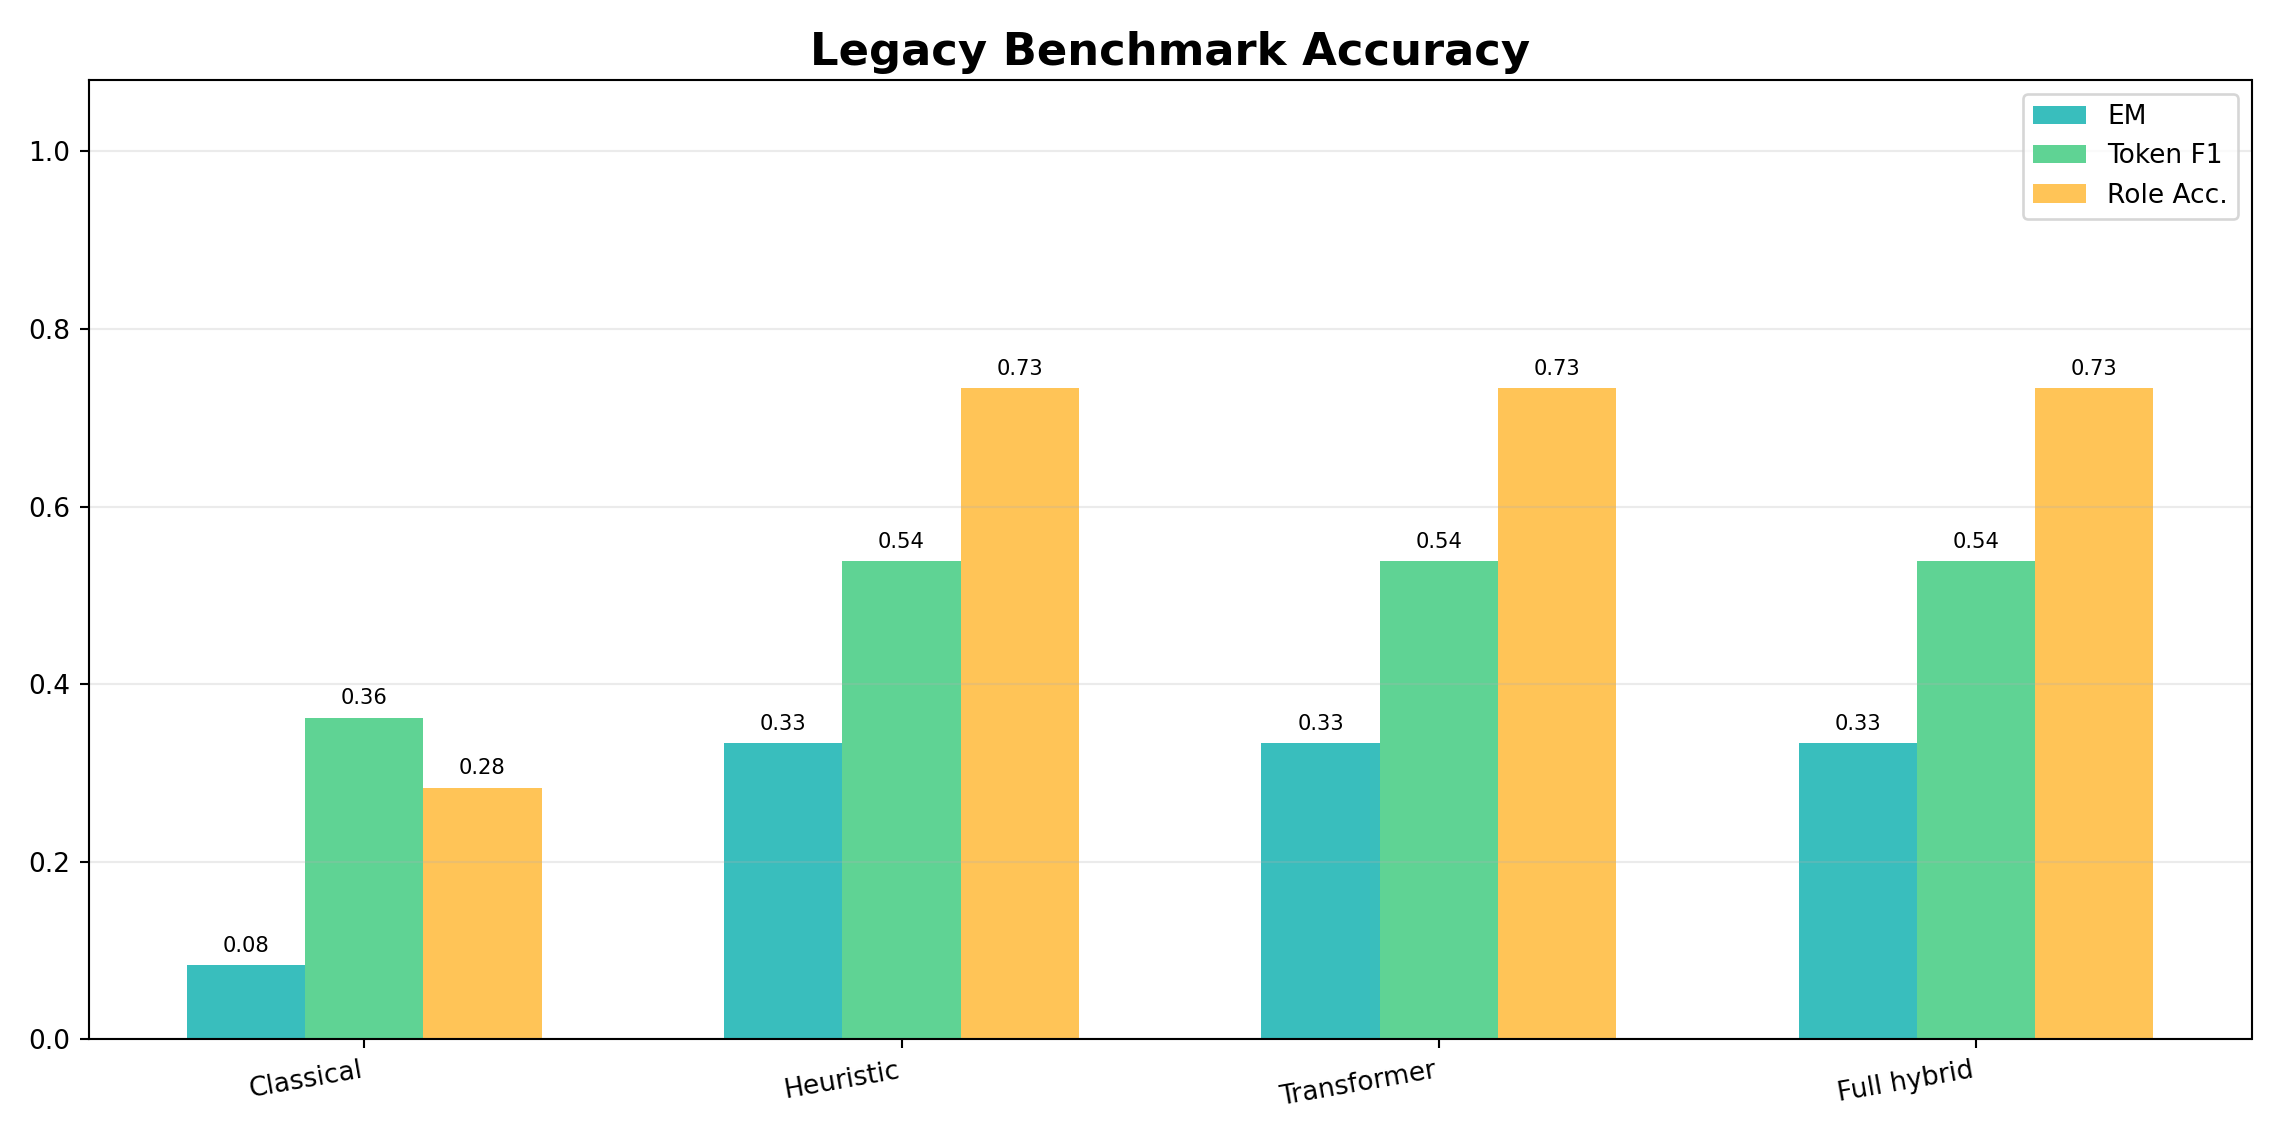 Legacy Benchmark Accuracy
EM
Token F1
Role Acc.
1.0
0.8
0.6
0.4
0.2
0.0
0.08
0.36
0.28
0.33
0.54
0.73
0.33
0.54
0.73
0.33
0.54
0.73
Classical
Heuristic
Transformer
Full hybrid